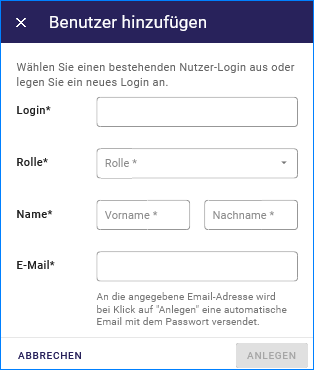 Benutzer hinzufügen
Wählen Sie einen bestehenden Nutzer-Login aus oder
legen Sie ein neues Login an.
Login*
Rolle* Rolle *
Name* Vorname * Nachname *
E-Mail*
An die angegebene Email-Adresse wird
bei Klick auf "Anlegen" eine automatische
Email mit dem Passwort versendet.
ABBRECHEN ANLEGEN